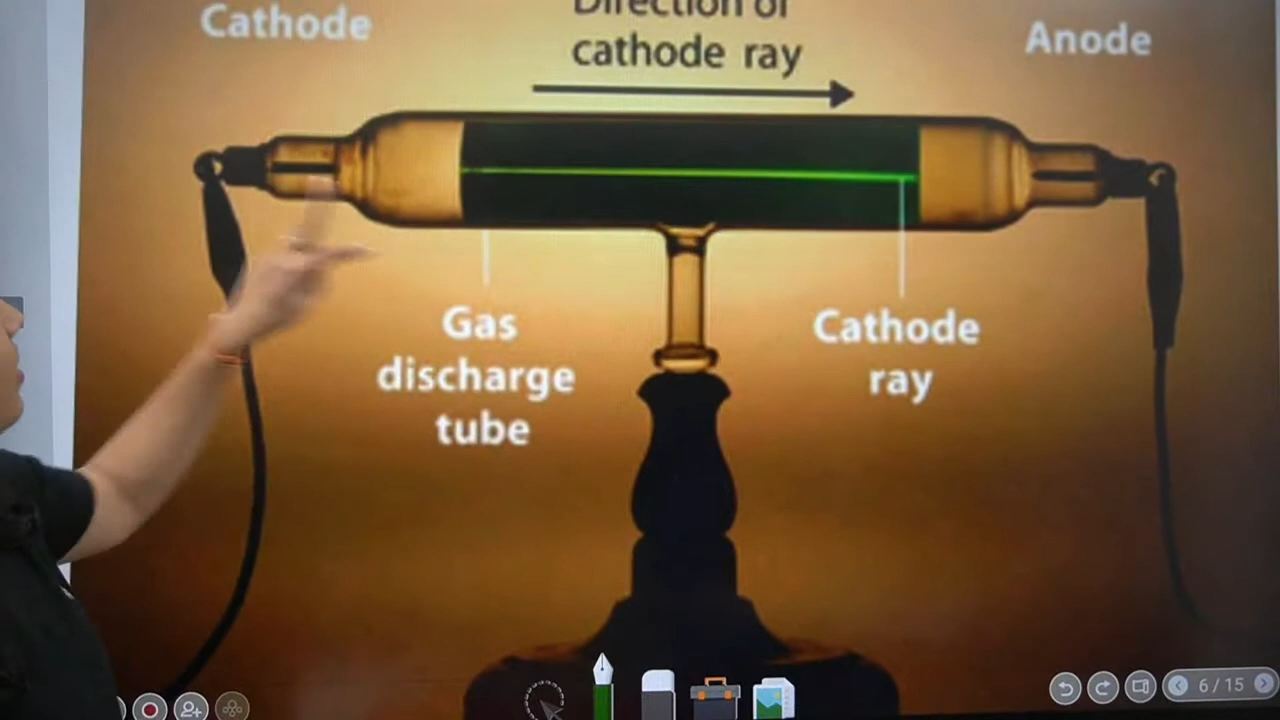 Cathode
Direction of
cathode ray
Anode
Gas
discharge
tube
Cathode
ray
6/15